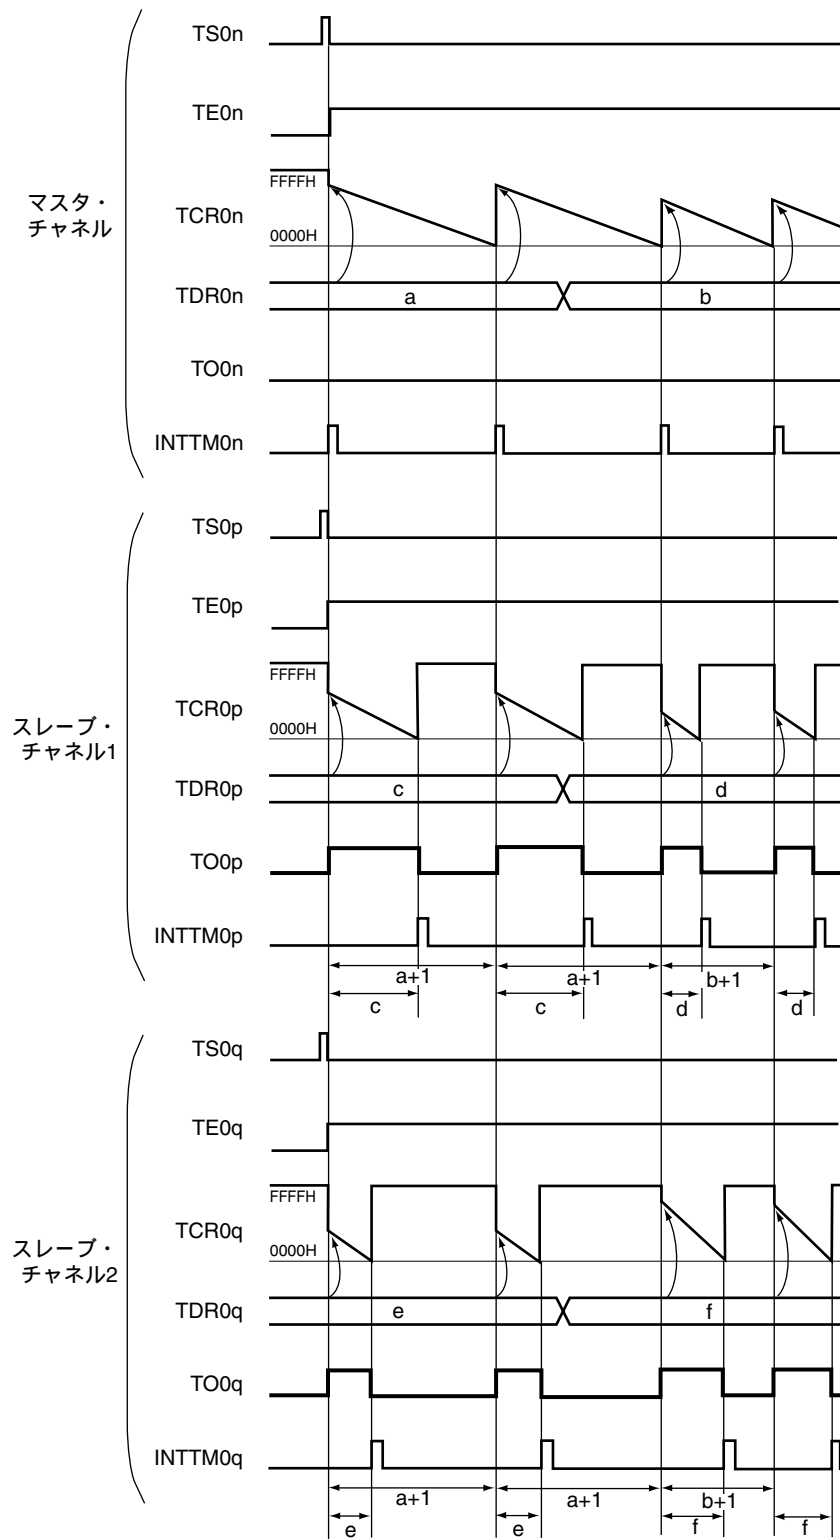 TS0n
TE0n
マスタ・
チャネル
FFFFH
TCR0n
0000H
TDR0n
a
b
TO0n
INTTM0n
TS0p
TE0p
スレーブ・
チャネル1
FFFFH
TCR0p
0000H
TDR0p
c
d
TO0p
INTTM0p
a+1
a+1
b+1
c
c
d
d
TS0q
TE0q
スレーブ・
チャネル2
FFFFH
TCR0q
0000H
TDR0q
e
f
TO0q
INTTM0q
a+1
a+1
b+1
e
e
f
f